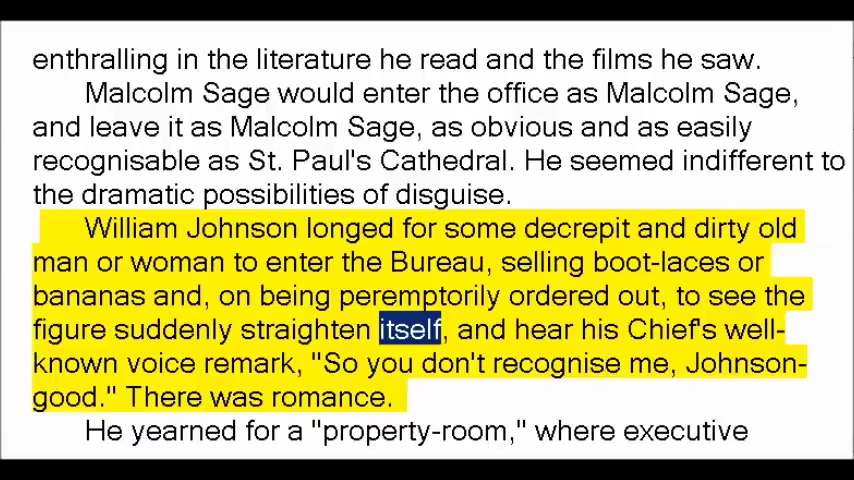 enthralling in the literature he read and the films he saw.
Malcolm Sage would enter the office as Malcolm Sage,
and leave it as Malcolm Sage, as obvious and as easily
recognisable as St. Paul's Cathedral. He seemed indifferent to
the dramatic possibilities of disguise.
William Johnson longed for some decrepit and dirty old
man or woman to enter the Bureau, selling boot-laces or
bananas and, on being peremptorily ordered out, to see the
figure suddenly straighten itself, and hear his Chief's well-
known voice remark, "So you don't recognise me, Johnson-
good." There was romance.
He yearned for a "property-room," where executive